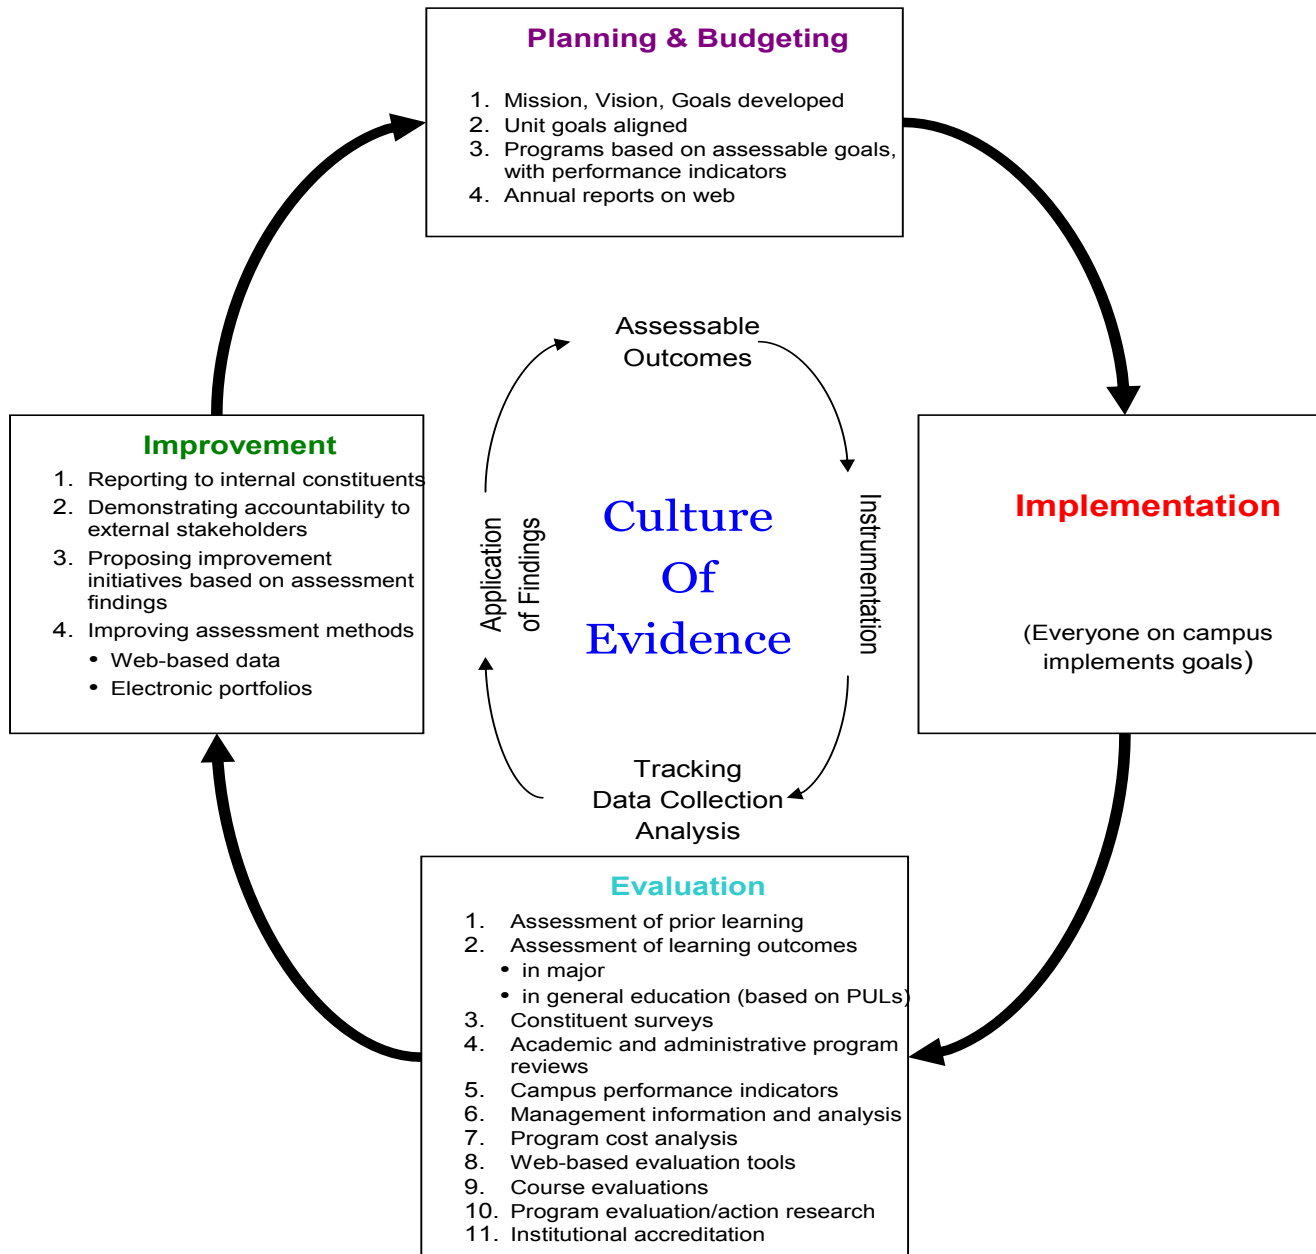 Planning & Budgeting
1. Mission, Vision, Goals developed
2. Unit goals aligned
3. Programs based on assessable goals,
with performance indicators
4. Annual reports on web
Assessable
Outcomes
Improvement
1. Reporting to internal constituents
2. Demonstrating accountability to
external stakeholders
3. Proposing improvement
initiatives based on assessment
findings
4. Improving assessment methods
• Web-based data
• Electronic portfolios
Application
of Findings
Culture
Of
Evidence
Instrumentation
Implementation
(Everyone on campus
implements goals)
Tracking
Data Collection
Analysis
Evaluation
1. Assessment of prior learning
2. Assessment of learning outcomes
• in major
• in general education (based on PULs)
3. Constituent surveys
4. Academic and administrative program
reviews
5. Campus performance indicators
6. Management information and analysis
7. Program cost analysis
8. Web-based evaluation tools
9. Course evaluations
10. Program evaluation/action research
11. Institutional accreditation